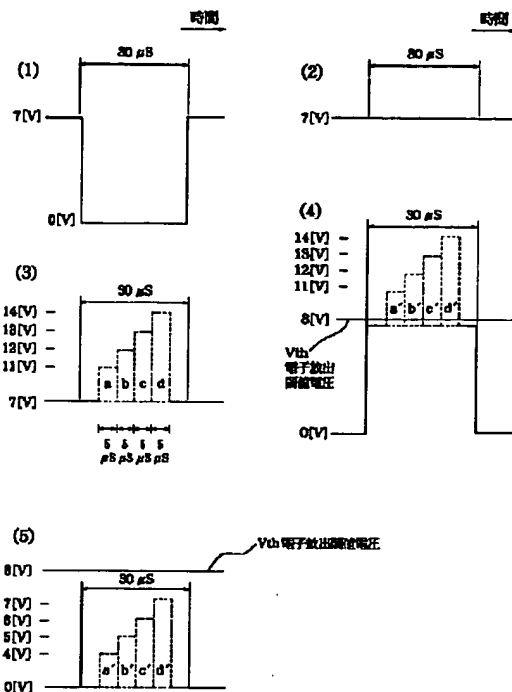 時間
30 μS
(1)
7[V]
0[V]
時間
30 μS
(2)
7[V]
(3)
30 μS
14[V]
13[V]
12[V]
11[V]
7[V]
a b c d
5 5 5 5
μS μS μS μS
(4)
30 μS
14[V]
13[V]
12[V]
11[V]
8[V]
0[V]
a' b' c' d'
Vth
電子放出
閾値電圧
(5)
Vth 電子放出閾値電圧
8[V]
30 μS
7[V]
6[V]
5[V]
4[V]
0[V]
a' b' c' d'